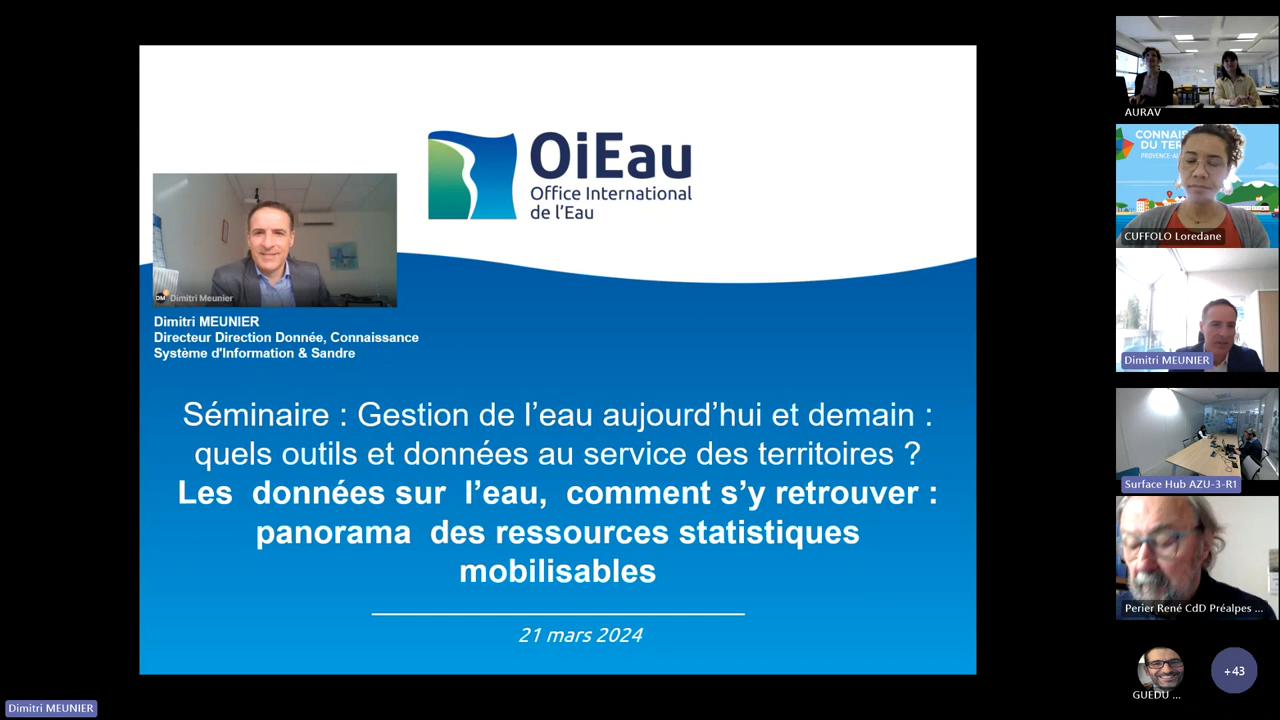 OiEau
Office International
de l'Eau
DM
Dimitri Meunier
Dimitri MEUNIER
Directeur Direction Donnée, Connaissance
Système d'Information & Sandre
Séminaire : Gestion de l'eau aujourd'hui et demain :
quels outils et données au service des territoires ?
Les données sur l'eau, comment s'y retrouver :
panorama des ressources statistiques
mobilisables
21 mars 2024
Dimitri MEUNIER
AURAV
CUFFOLO Loredane
Dimitri MEUNIER
Surface Hub AZU-3-R1
Perier René CdD Préalpes ...
GUEDU ...
+43